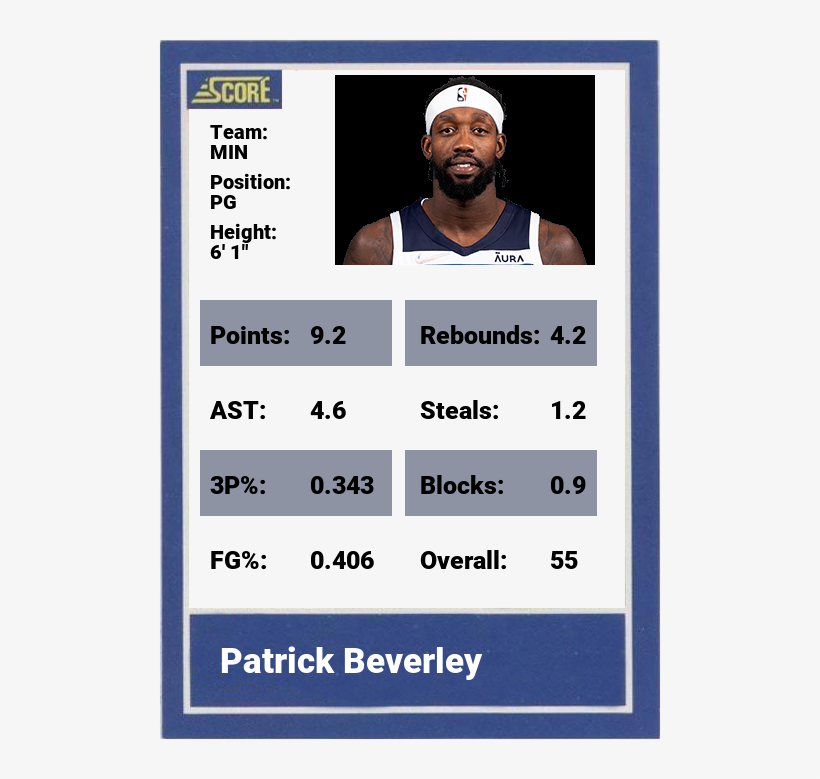 SCORE
Team:
MIN
Position:
PG
Height:
6' 1"
AURA
Points: 9.2 Rebounds: 4.2
AST: 4.6 Steals: 1.2
3P%: 0.343 Blocks: 0.9
FG%: 0.406 Overall: 55
Patrick Beverley